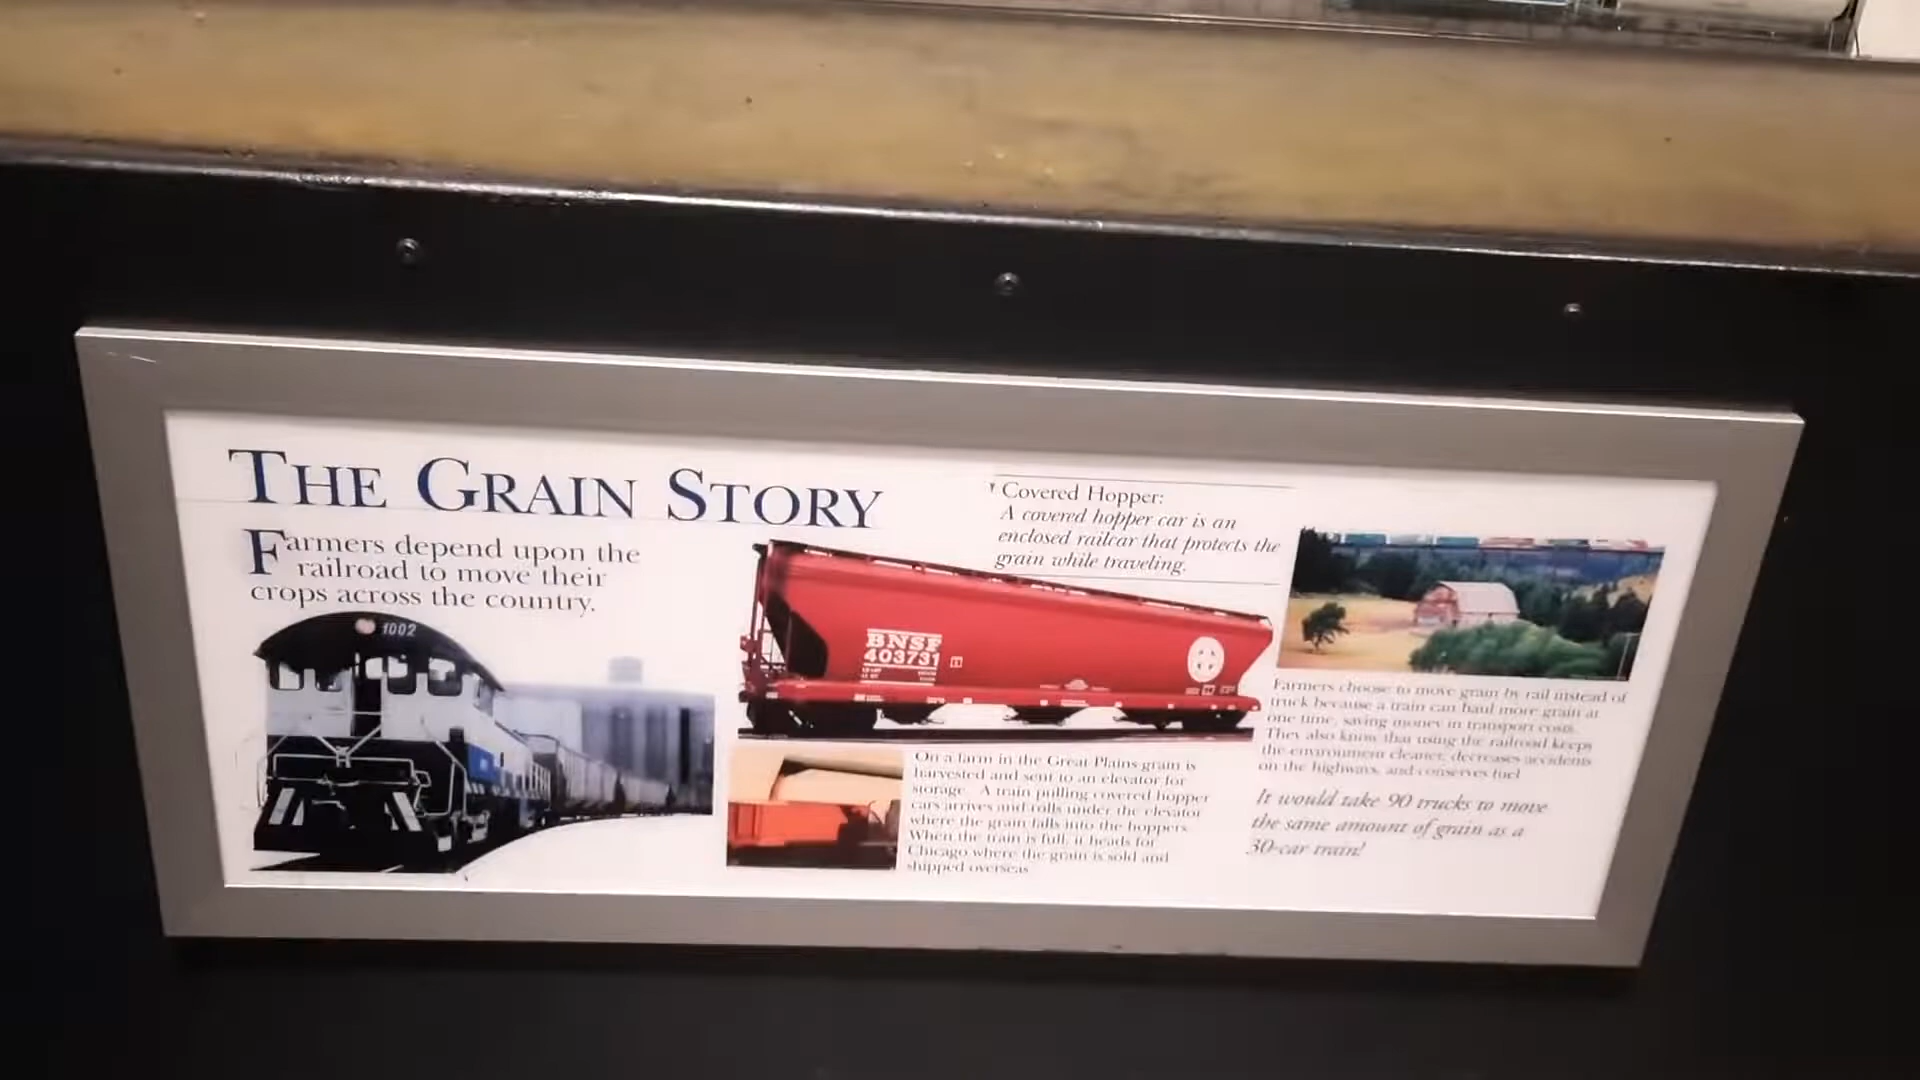 THE GRAIN STORY
Farmers depend upon the
railroad to move their
crops across the country.
1002
Covered Hopper:
A covered hopper car is an
enclosed railcar that protects the
grain while traveling.
BNSF
403731
On a farm in the Great Plains grain is
harvested and sent to an elevator for
storage. A train pulling covered hopper
cars arrives and rolls under the elevator
where the grain falls into the hoppers.
When the train is full, it heads for
Chicago where the grain is sold and
shipped overseas.
Farmers choose to move grain by rail instead of
truck because a train can haul more grain at
one time, saving money in transport costs.
They also know that using the railroad keeps
the environment cleaner, decreases accidents
on the highways, and conserves fuel.
It would take 90 trucks to move
the same amount of grain as a
30-car train!